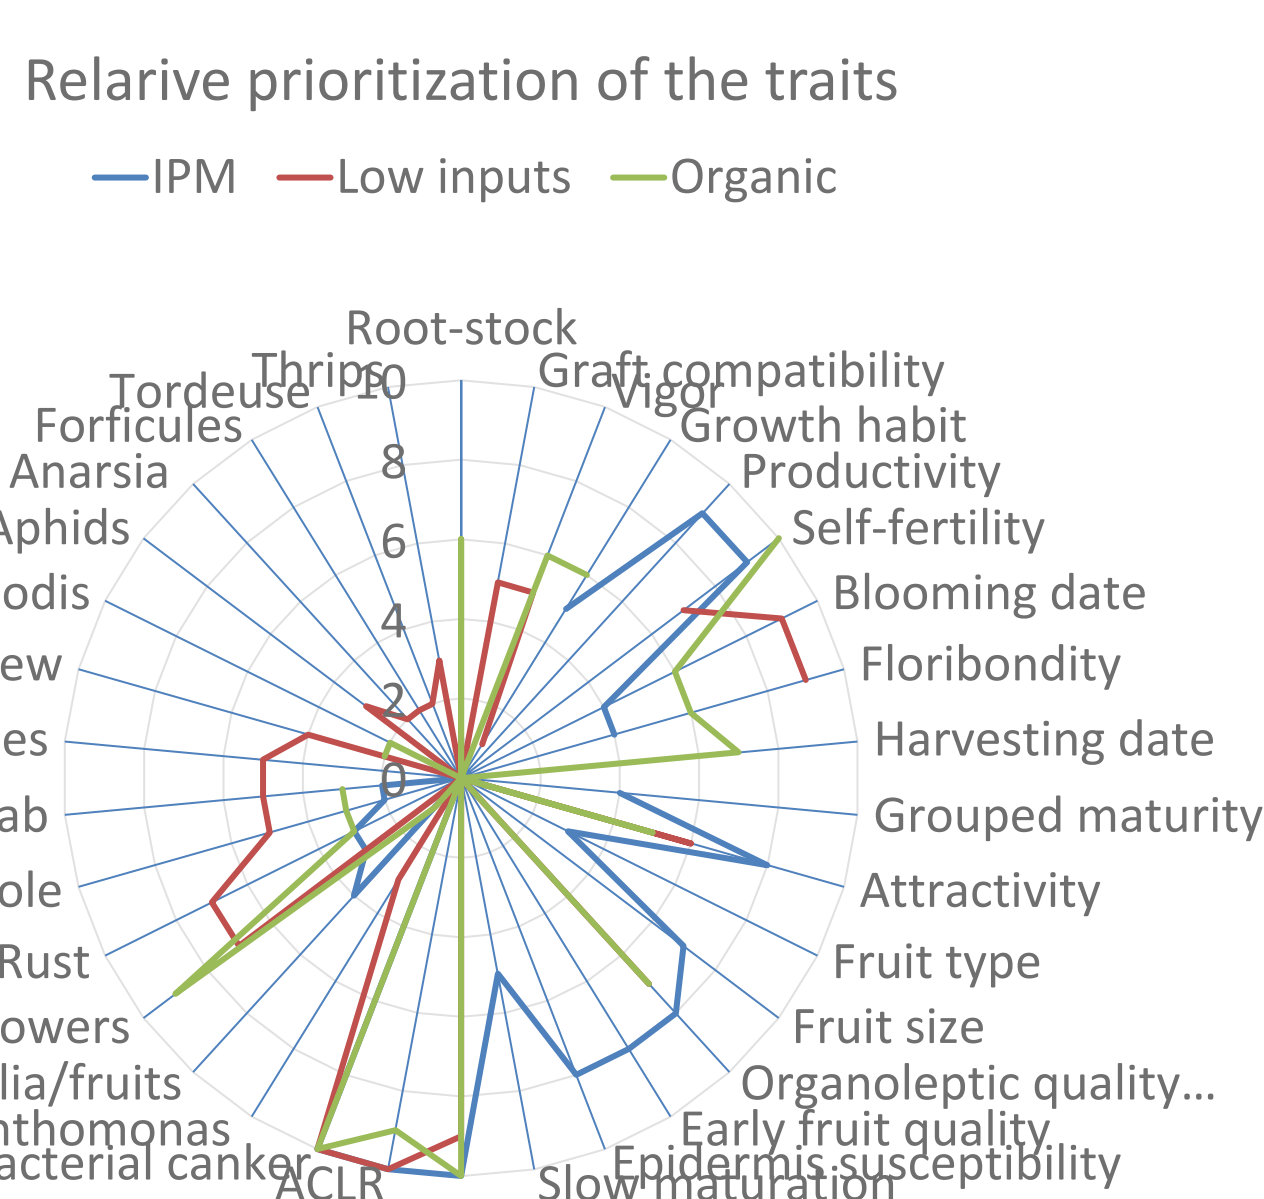 Relarive prioritization of the traits
IPM Low inputs Organic
Root-stock
Thrips 10 Graft compatibility
Tordeuse Vigor
Forficules Growth habit
Anarsia 8 Productivity
Aphids Self-fertility
6
odis Blooming date
4
ew Floribondity
2
es Harvesting date
0
ab Grouped maturity
ole Attractivity
Rust Fruit type
owers Fruit size
lia/fruits Organoleptic quality...
nthomonas Early fruit quality
acterial canker Epidermis susceptibility
ACLR Slow maturation